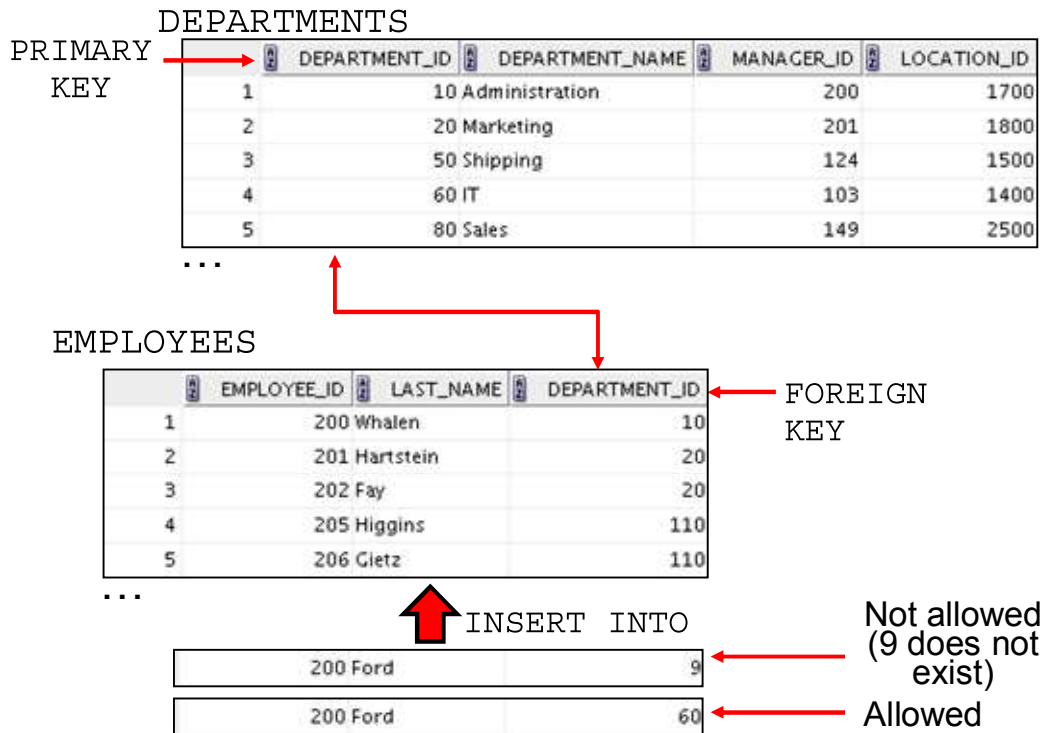 DEPARTMENTS
PRIMARY KEY
DEPARTMENT_ID DEPARTMENT_NAME MANAGER_ID LOCATION_ID
1 10 Administration 200 1700
2 20 Marketing 201 1800
3 50 Shipping 124 1500
4 60 IT 103 1400
5 80 Sales 149 2500
...
EMPLOYEES
EMPLOYEE_ID LAST_NAME DEPARTMENT_ID
FOREIGN KEY
1 200 Whalen 10
2 201 Hartstein 20
3 202 Fay 20
4 205 Higgins 110
5 206 Gietz 110
...
INSERT INTO
Not allowed
(9 does not
exist)
200 Ford 9
200 Ford 60
Allowed